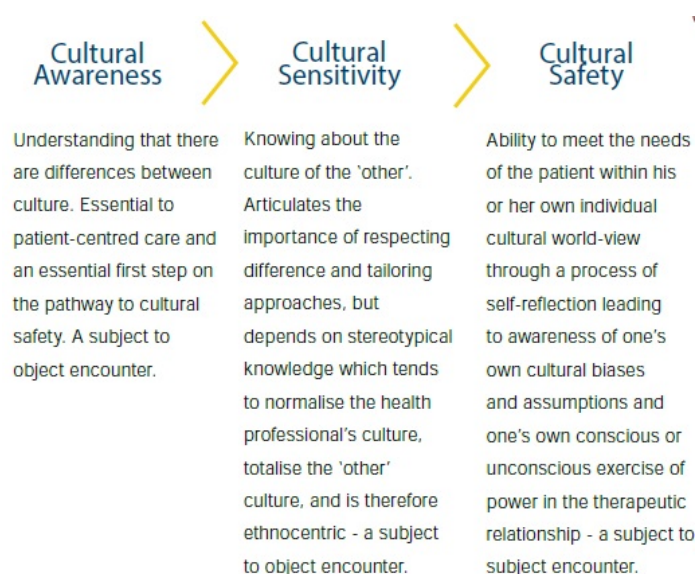 Cultural
Awareness
Understanding that there
are differences between
culture. Essential to
patient-centred care and
an essential first step on
the pathway to cultural
safety. A subject to
object encounter.
Cultural
Sensitivity
Knowing about the
culture of the ‘other’.
Articulates the
importance of respecting
difference and tailoring
approaches, but
depends on stereotypical
knowledge which tends
to normalise the health
professional’s culture,
totalise the ‘other’
culture, and is therefore
ethnocentric - a subject
to object encounter.
Cultural
Safety
Ability to meet the needs
of the patient within his
or her own individual
cultural world-view
through a process of
self-reflection leading
to awareness of one’s
own cultural biases
and assumptions and
one’s own conscious or
unconscious exercise of
power in the therapeutic
relationship - a subject to
subject encounter.